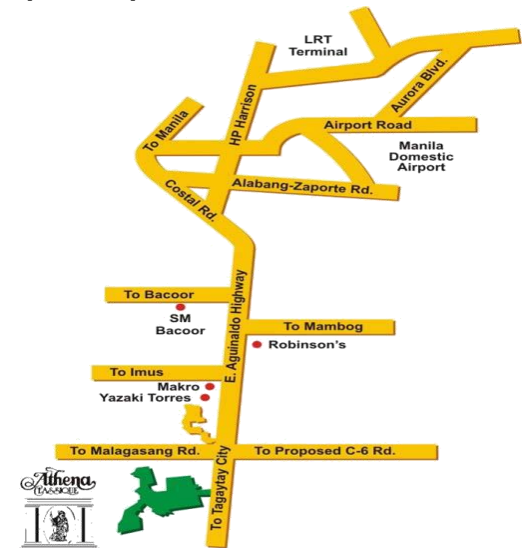 LRT
Terminal
HP Harrison
Aurora Blvd.
To Manila
Airport Road
Manila
Domestic
Airport
Costal Rd.
Alabang-Zaporte Rd.
To Bacoor
SM
Bacoor
E. Aguinaldo Highway
To Mambog
Robinson's
To Imus
Makro
Yazaki Torres
To Malagasang Rd.
To Proposed C-6 Rd.
To Tagaytay City
Athena
CLASSIQUE